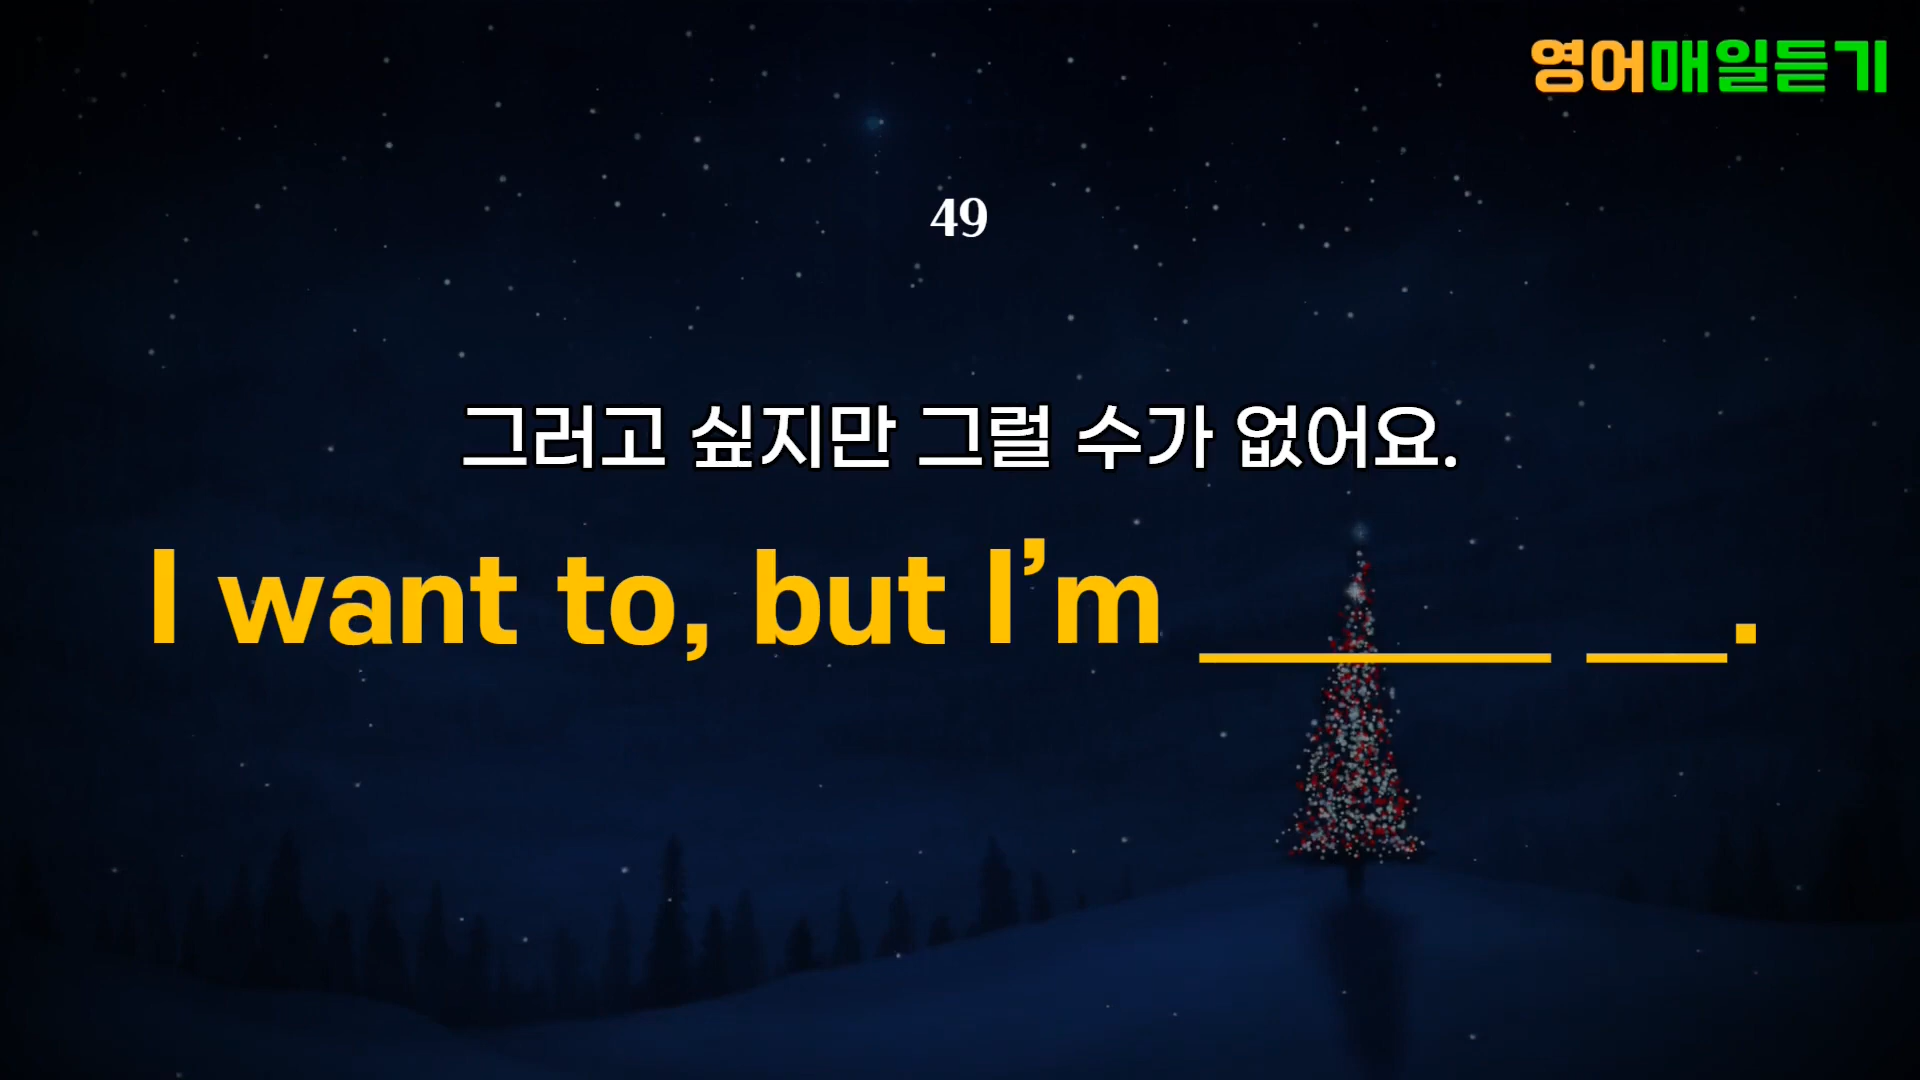 영어매일듣기
49
그러고 싶지만 그럴 수가 없어요.
I want to, but I’m _____ __.